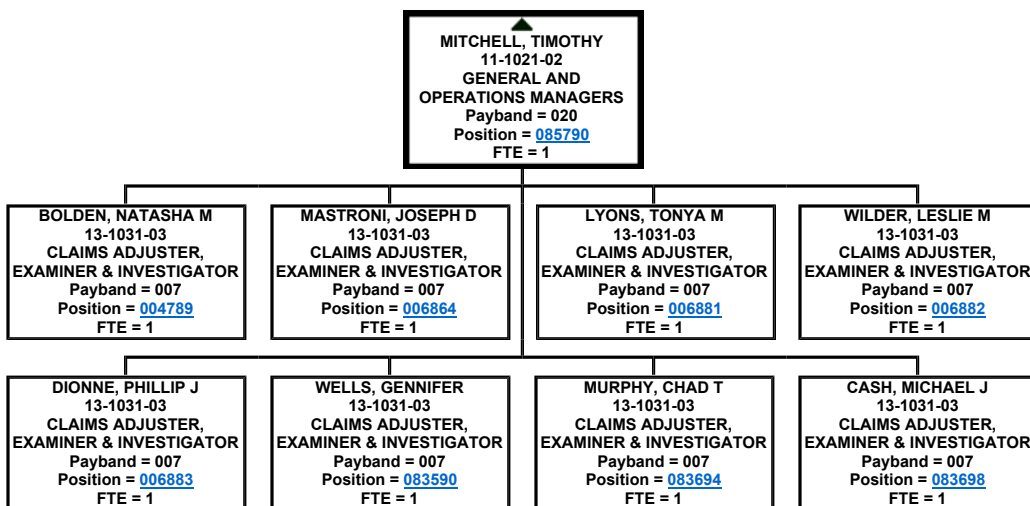 MITCHELL, TIMOTHY
11-1021-02
GENERAL AND
OPERATIONS MANAGERS
Payband = 020
Position = 085790
FTE = 1
BOLDEN, NATASHA M
13-1031-03
CLAIMS ADJUSTER,
EXAMINER & INVESTIGATOR
Payband = 007
Position = 004789
FTE = 1
MASTRONI, JOSEPH D
13-1031-03
CLAIMS ADJUSTER,
EXAMINER & INVESTIGATOR
Payband = 007
Position = 006864
FTE = 1
LYONS, TONYA M
13-1031-03
CLAIMS ADJUSTER,
EXAMINER & INVESTIGATOR
Payband = 007
Position = 006881
FTE = 1
WILDER, LESLIE M
13-1031-03
CLAIMS ADJUSTER,
EXAMINER & INVESTIGATOR
Payband = 007
Position = 006882
FTE = 1
DIONNE, PHILLIP J
13-1031-03
CLAIMS ADJUSTER,
EXAMINER & INVESTIGATOR
Payband = 007
Position = 006883
FTE = 1
WELLS, GENNIFER
13-1031-03
CLAIMS ADJUSTER,
EXAMINER & INVESTIGATOR
Payband = 007
Position = 083590
FTE = 1
MURPHY, CHAD T
13-1031-03
CLAIMS ADJUSTER,
EXAMINER & INVESTIGATOR
Payband = 007
Position = 083694
FTE = 1
CASH, MICHAEL J
13-1031-03
CLAIMS ADJUSTER,
EXAMINER & INVESTIGATOR
Payband = 007
Position = 083698
FTE = 1